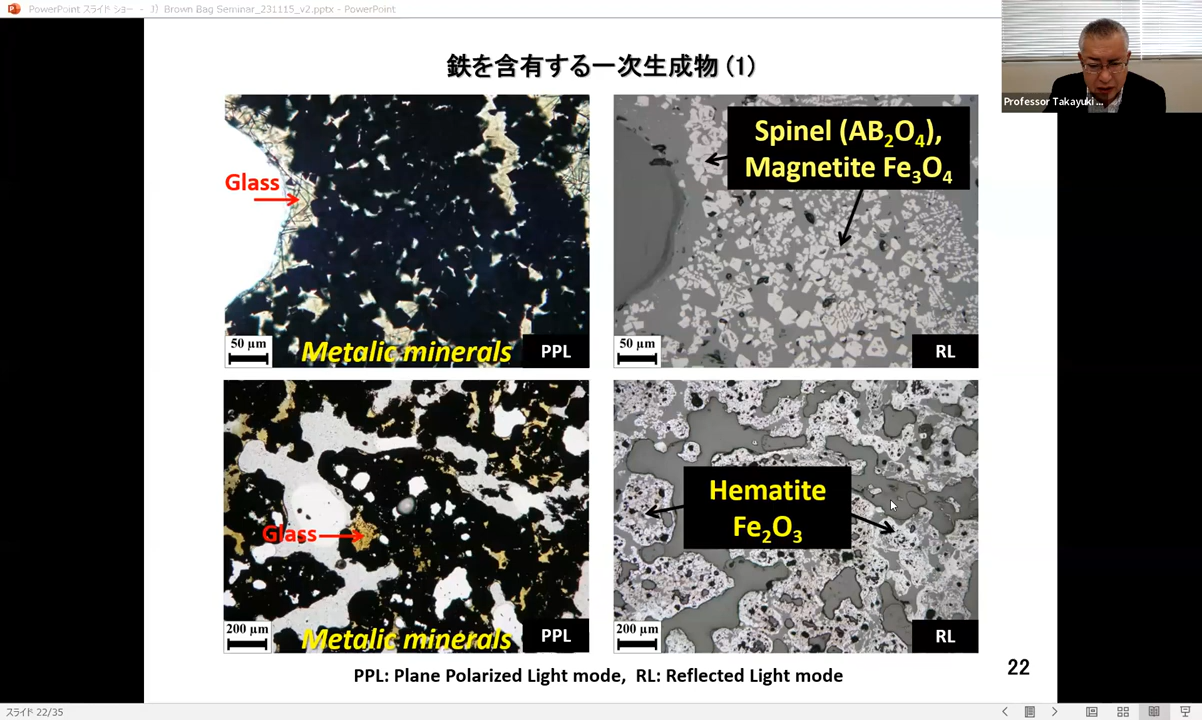 PowerPoint スライド ショー - J) Brown Bag Seminar_231115_v2.pptx - PowerPoint
Professor Takayuki ...
鉄を含有する一次生成物 (1)
Glass
50 μm
Metalic minerals
PPL
Spinel (AB2O4),
Magnetite Fe3O4
50 μm
RL
Glass
200 μm
Metalic minerals
PPL
Hematite
Fe2O3
200 μm
RL
PPL: Plane Polarized Light mode, RL: Reflected Light mode
22
スライド 22/35